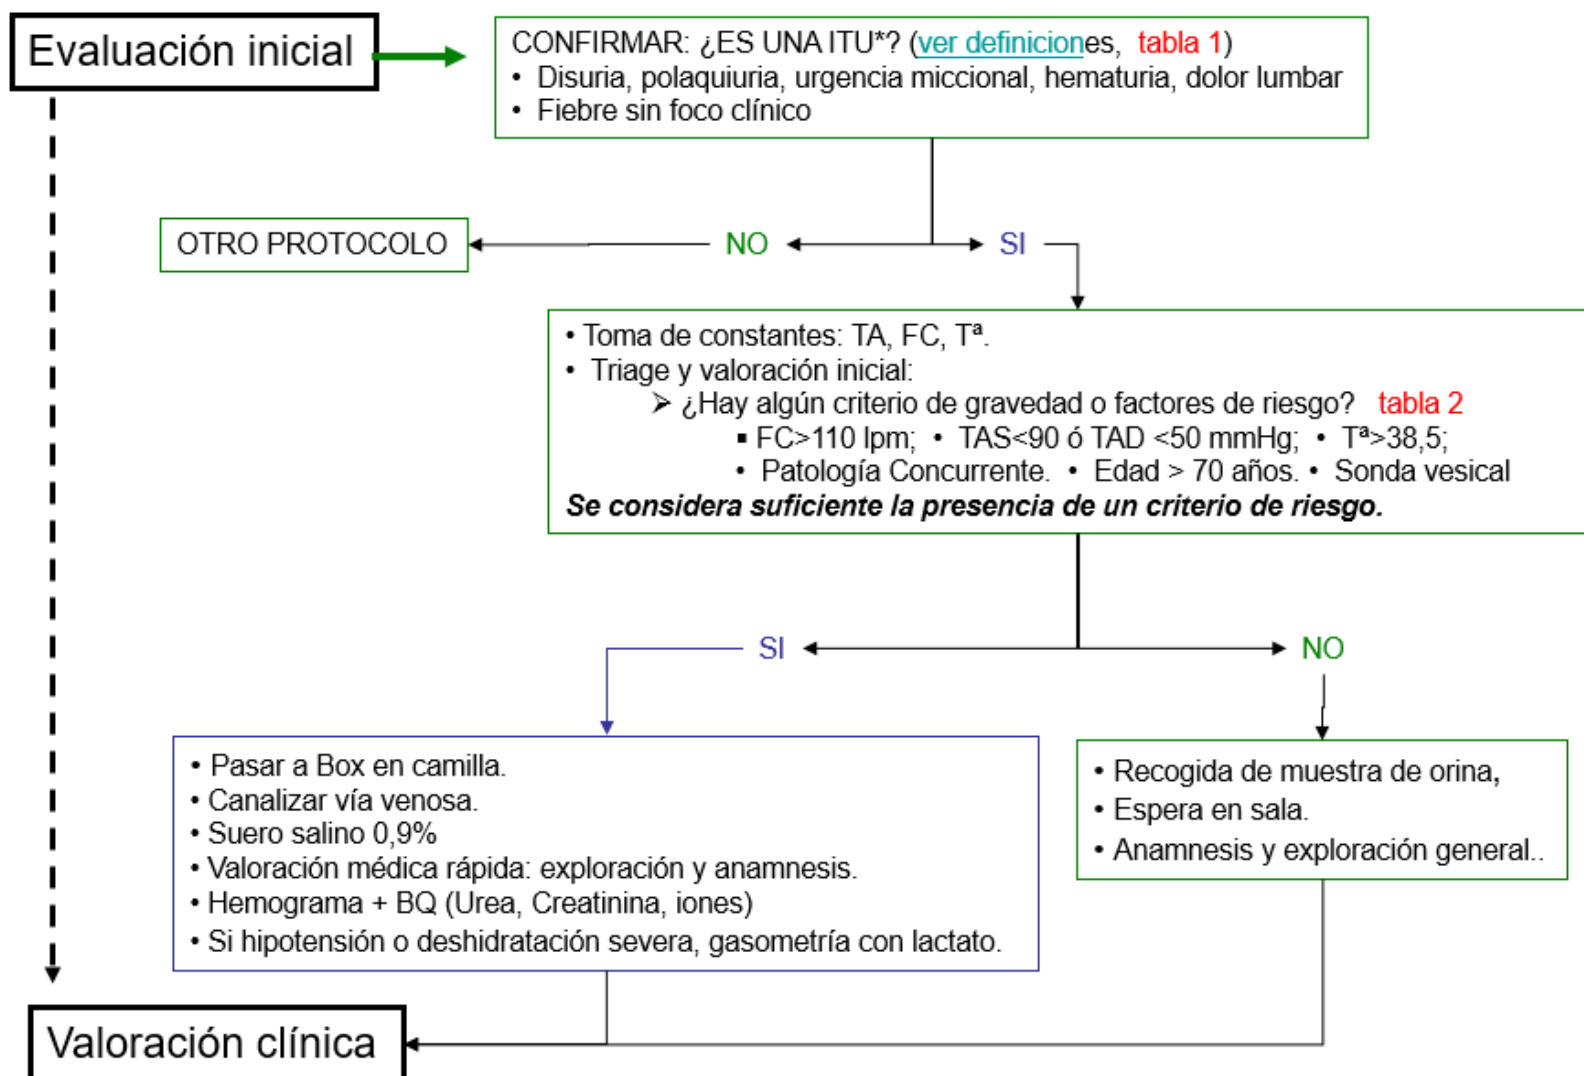 Evaluación inicial
CONFIRMAR: ¿ES UNA ITU*? (ver definiciones, tabla 1)
• Disuria, polaquiuria, urgencia miccional, hematuria, dolor lumbar
• Fiebre sin foco clínico
OTRO PROTOCOLO
NO
SI
• Toma de constantes: TA, FC, Tª.
• Triage y valoración inicial:
➢ ¿Hay algún criterio de gravedad o factores de riesgo? tabla 2
▪ FC>110 lpm; • TAS<90 ó TAD <50 mmHg; • Tª>38,5;
• Patología Concurrente. • Edad > 70 años. • Sonda vesical
Se considera suficiente la presencia de un criterio de riesgo.
SI
NO
• Pasar a Box en camilla.
• Canalizar vía venosa.
• Suero salino 0,9%
• Valoración médica rápida: exploración y anamnesis.
• Hemograma + BQ (Urea, Creatinina, iones)
• Si hipotensión o deshidratación severa, gasometría con lactato.
• Recogida de muestra de orina,
• Espera en sala.
• Anamnesis y exploración general..
Valoración clínica